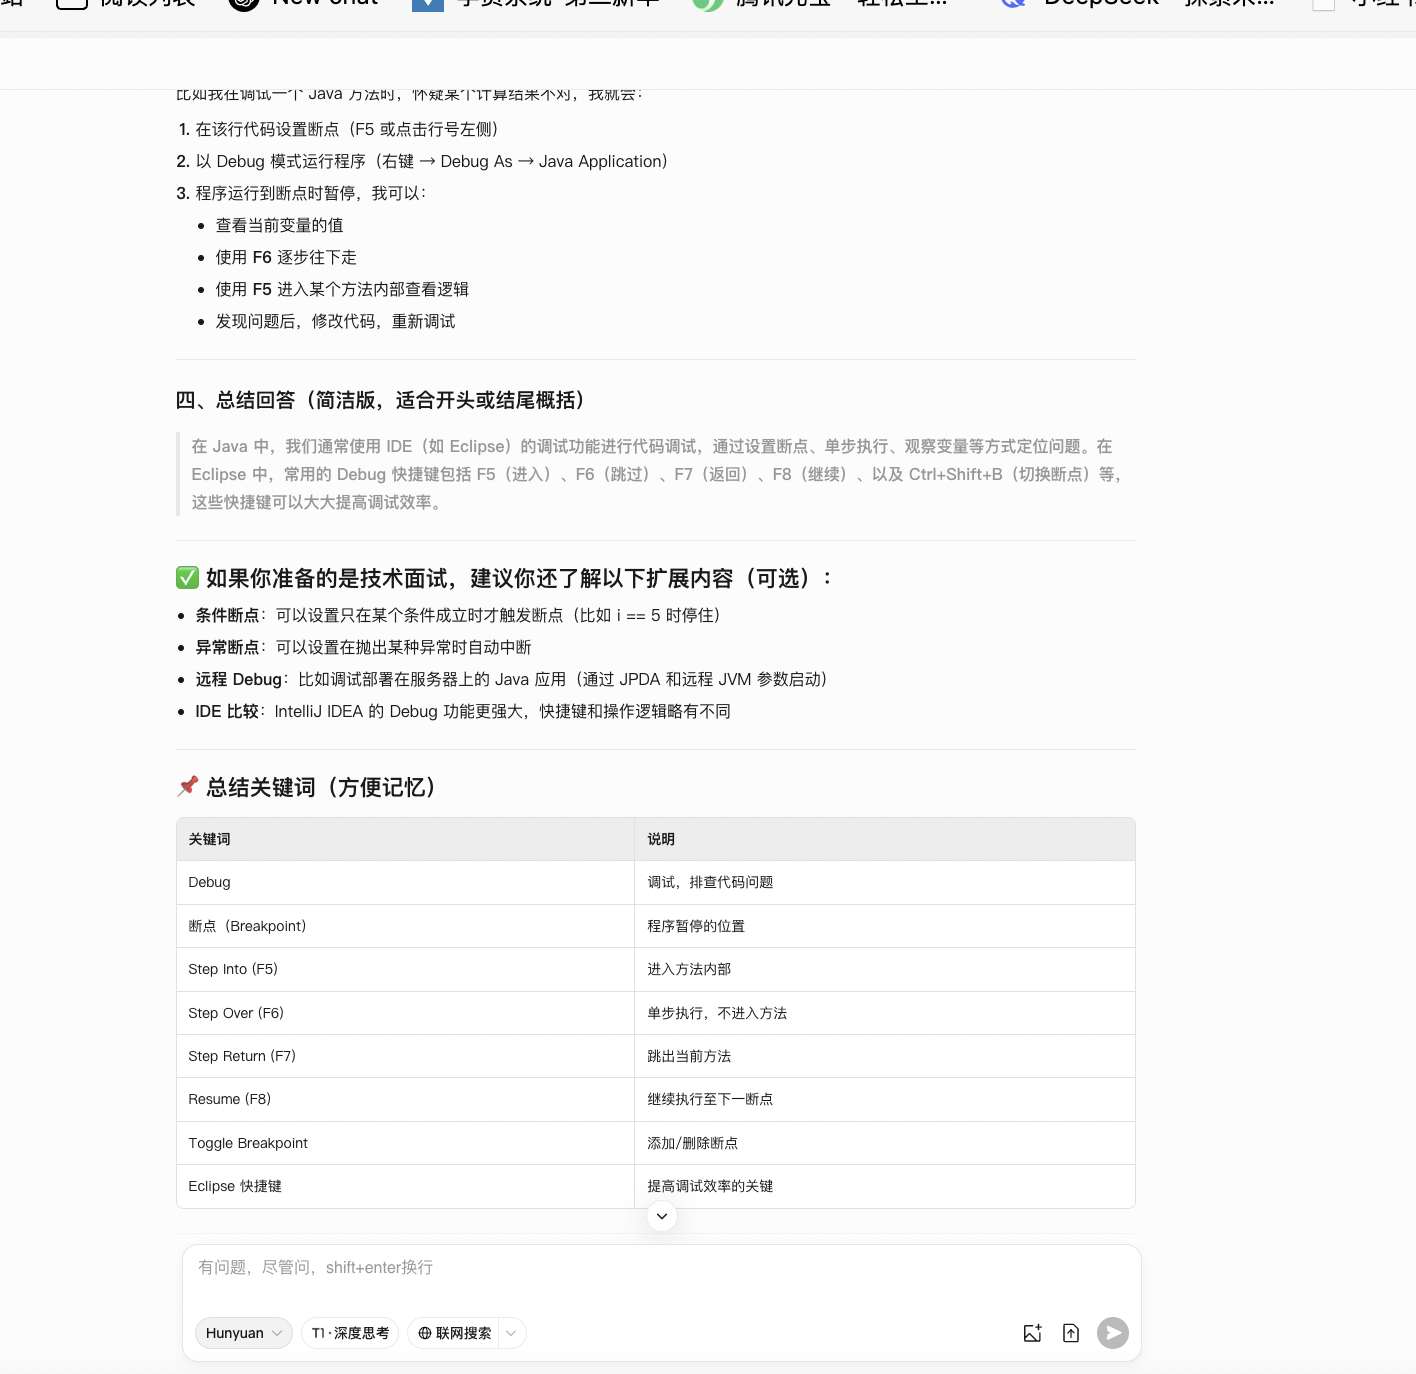 New chat
DeepSeek
比如我在调试一个 Java 方法时，怀疑某个计算结果不对，我就会：
1. 在该行代码设置断点（F5 或点击行号左侧）
2. 以 Debug 模式运行程序（右键 → Debug As → Java Application）
3. 程序运行到断点时暂停，我可以：
• 查看当前变量的值
• 使用 F6 逐步往下走
• 使用 F5 进入某个方法内部查看逻辑
• 发现问题后，修改代码，重新调试
四、总结回答（简洁版，适合开头或结尾概括）
在 Java 中，我们通常使用 IDE（如 Eclipse）的调试功能进行代码调试，通过设置断点、单步执行、观察变量等方式定位问题。在
Eclipse 中，常用的 Debug 快捷键包括 F5（进入）、F6（跳过）、F7（返回）、F8（继续）、以及 Ctrl+Shift+B（切换断点）等，
这些快捷键可以大大提高调试效率。
✅ 如果你准备的是技术面试，建议你还了解以下扩展内容（可选）：
• 条件断点：可以设置只在某个条件成立时才触发断点（比如 i == 5 时停住）
• 异常断点：可以设置在抛出某种异常时自动中断
• 远程 Debug：比如调试部署在服务器上的 Java 应用（通过 JPDA 和远程 JVM 参数启动）
• IDE 比较：IntelliJ IDEA 的 Debug 功能更强大，快捷键和操作逻辑略有不同
📌 总结关键词（方便记忆）
关键词 说明
Debug 调试，排查代码问题
断点（Breakpoint） 程序暂停的位置
Step Into (F5) 进入方法内部
Step Over (F6) 单步执行，不进入方法
Step Return (F7) 跳出当前方法
Resume (F8) 继续执行至下一断点
Toggle Breakpoint 添加/删除断点
Eclipse 快捷键 提高调试效率的关键
有问题，尽管问，shift+enter换行
Hunyuan T1·深度思考 联网搜索